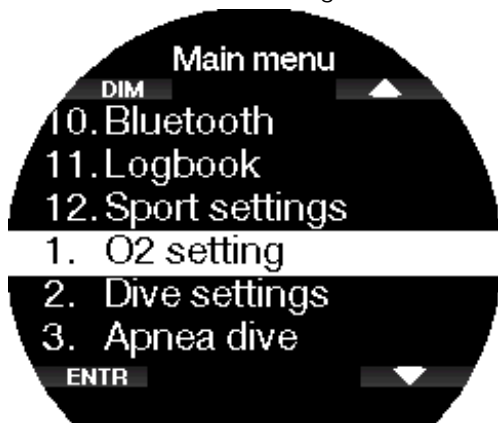 Main menu
DIM
10. Bluetooth
11. Logbook
12. Sport settings
1. O2 setting
2. Dive settings
3. Apnea dive
ENTR